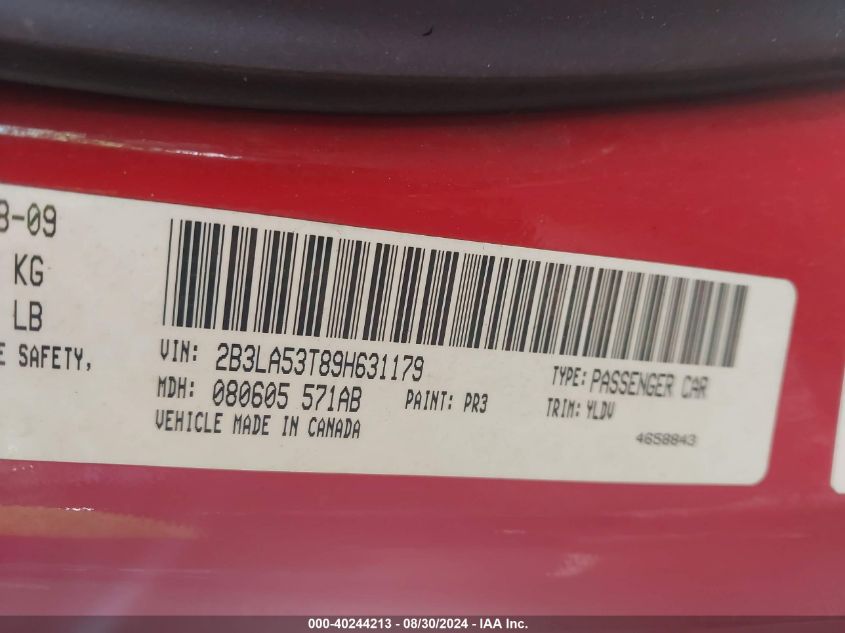 8-09
KG
LB
E SAFETY,
VIN: 2B3LA53T89H631179
TYPE: PASSENGER CAR
MDH: 080605 571AB PAINT: PR3
TRIM: YLDV
VEHICLE MADE IN CANADA
4658843
000-40244213 - 08/30/2024 - IAA Inc.